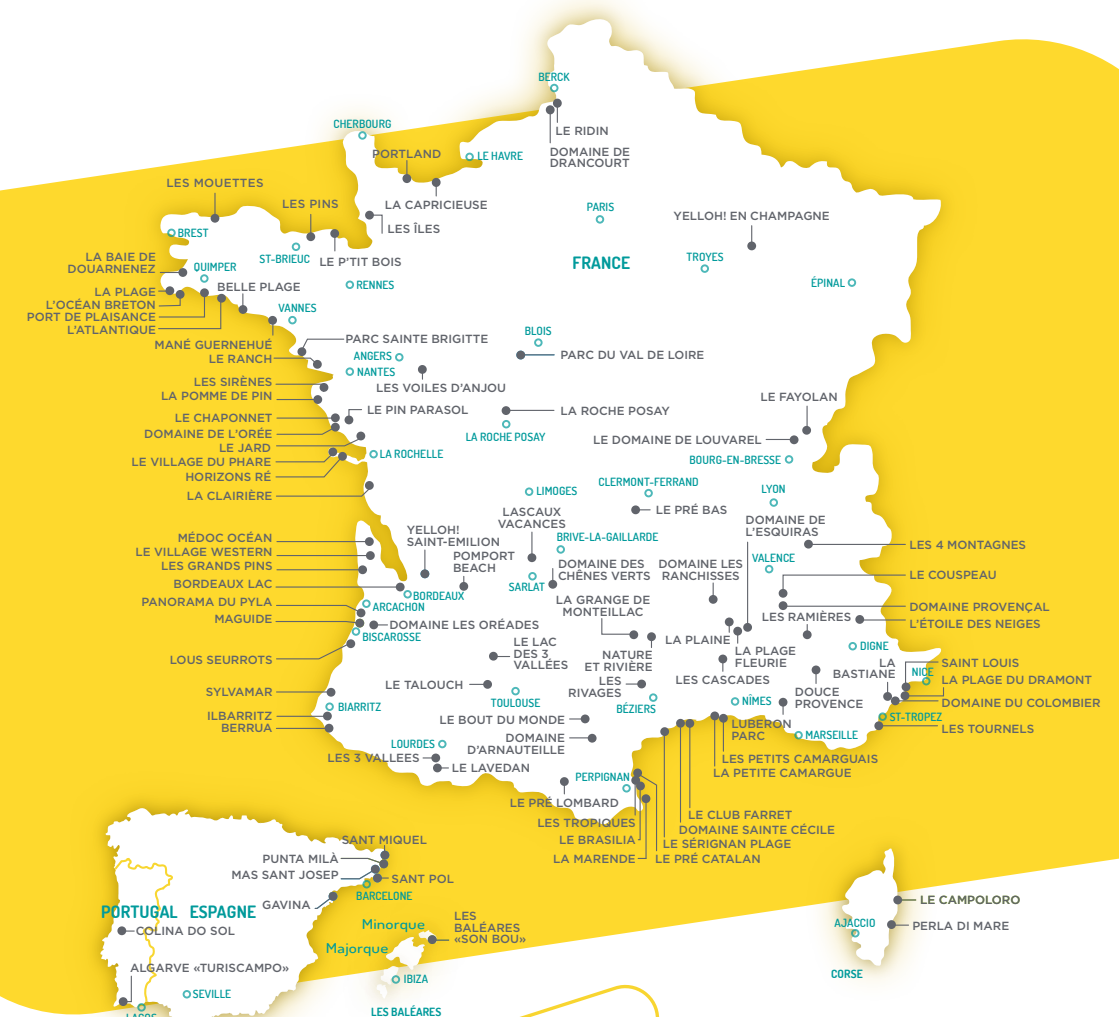 BERCK
LE RIDIN
DOMAINE DE
DRANCOURT
CHERBOURG
PORTLAND
LE HAVRE
LA CAPRICIEUSE
LES ÎLES
LES MOUETTES
LES PINS
BREST
ST-BRIEUC
LE P'TIT BOIS
PARIS
YELLOH! EN CHAMPAGNE
FRANCE
TROYES
ÉPINAL
LA BAIE DE
DOUARNENEZ
QUIMPER
BELLE PLAGE
RENNES
LA PLAGE
L'OCÉAN BRETON
PORT DE PLAISANCE
L'ATLANTIQUE
VANNES
MANÉ GUERNEHUÉ
LE RANCH
PARC SAINTE BRIGITTE
ANGERS
NANTES
LES VOILES D'ANJOU
BLOIS
PARC DU VAL DE LOIRE
LES SIRÈNES
LA POMME DE PIN
LE CHAPONNET
DOMAINE DE L'ORÉE
LE JARD
LE VILLAGE DU PHARE
HORIZONS RÉ
LA CLAIRIÈRE
LE PIN PARASOL
LA ROCHELLE
LA ROCHE POSAY
LA ROCHE POSAY
LE FAYOLAN
LE DOMAINE DE LOUVAREL
BOURG-EN-BRESSE
LIMOGES
CLERMONT-FERRAND
LYON
LE PRÉ BAS
LASCAUX
VACANCES
DOMAINE DE
L'ESQUIRAS
BRIVE-LA-GAILLARDE
YELLOH!
SAINT-EMILION
POMPORT
BEACH
SARLAT
DOMAINE DES
CHÊNES VERTS
DOMAINE LES
RANCHISSES
VALENCE
LES 4 MONTAGNES
LE COUSPEAU
DOMAINE PROVENÇAL
L'ÉTOILE DES NEIGES
MÉDOC OCÉAN
LE VILLAGE WESTERN
LES GRANDS PINS
BORDEAUX LAC
PANORAMA DU PYLA
MAGUIDE
LOUS SEURROTS
BORDEAUX
ARCACHON
DOMAINE LES ORÉADES
BISCAROSSE
LA GRANGE DE
MONTEILLAC
LES RAMIÈRES
LA PLAINE
LA PLAGE
FLEURIE
DIGNE
LE LAC
DES 3
VALLÉES
NATURE
ET RIVIÈRE
LES CASCADES
LES
RIVAGES
LE TALOUCH
TOULOUSE
BÉZIERS
NÎMES
DOUCE
PROVENCE
LA
BASTIANE
NICE
SAINT LOUIS
LA PLAGE DU DRAMONT
DOMAINE DU COLOMBIER
ST-TROPEZ
LES TOURNELS
SYLVAMAR
BIARRITZ
ILBARRITZ
BERRUA
LE BOUT DU MONDE
LUBERON
PARC
MARSEILLE
LOURDES
DOMAINE
D'ARNAUTEILLE
LES 3 VALLEES
LE LAVEDAN
LES PETITS CAMARGUAIS
LA PETITE CAMARGUE
PERPIGNAN
LE PRÉ LOMBARD
LES TROPIQUES
LE BRASILIA
LA MARENDE
LE CLUB FARRET
DOMAINE SAINTE CÉCILE
LE SÉRIGNAN PLAGE
LE PRÉ CATALAN
SANT MIQUEL
PUNTA MILÀ
MAS SANT JOSEP
SANT POL
BARCELONE
GAVINA
PORTUGAL
ESPAGNE
COLINA DO SOL
Minorque
Majorque
LES
BALÉARES
«SON BOU»
ALGARVE «TURISCAMPO»
SEVILLE
IBIZA
LES BALÉARES
LE CAMPOLORO
AJACCIO
PERLA DI MARE
CORSE